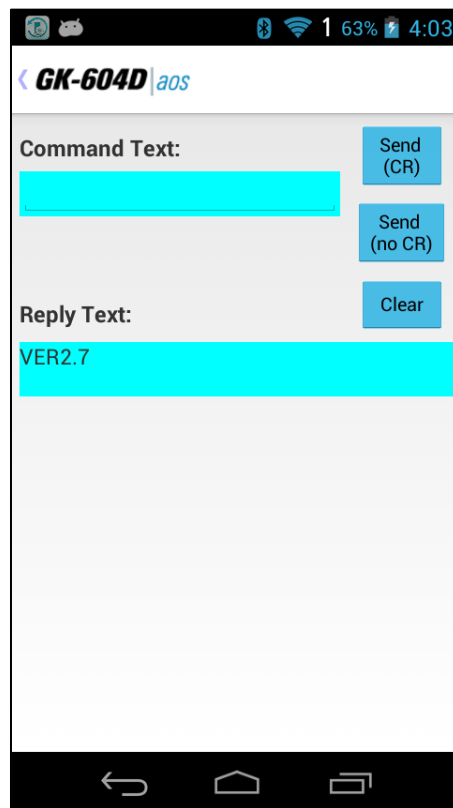 1 63% 4:03
GK-604D aos
Command Text:
Send
(CR)
Send
(no CR)
Clear
Reply Text:
VER2.7